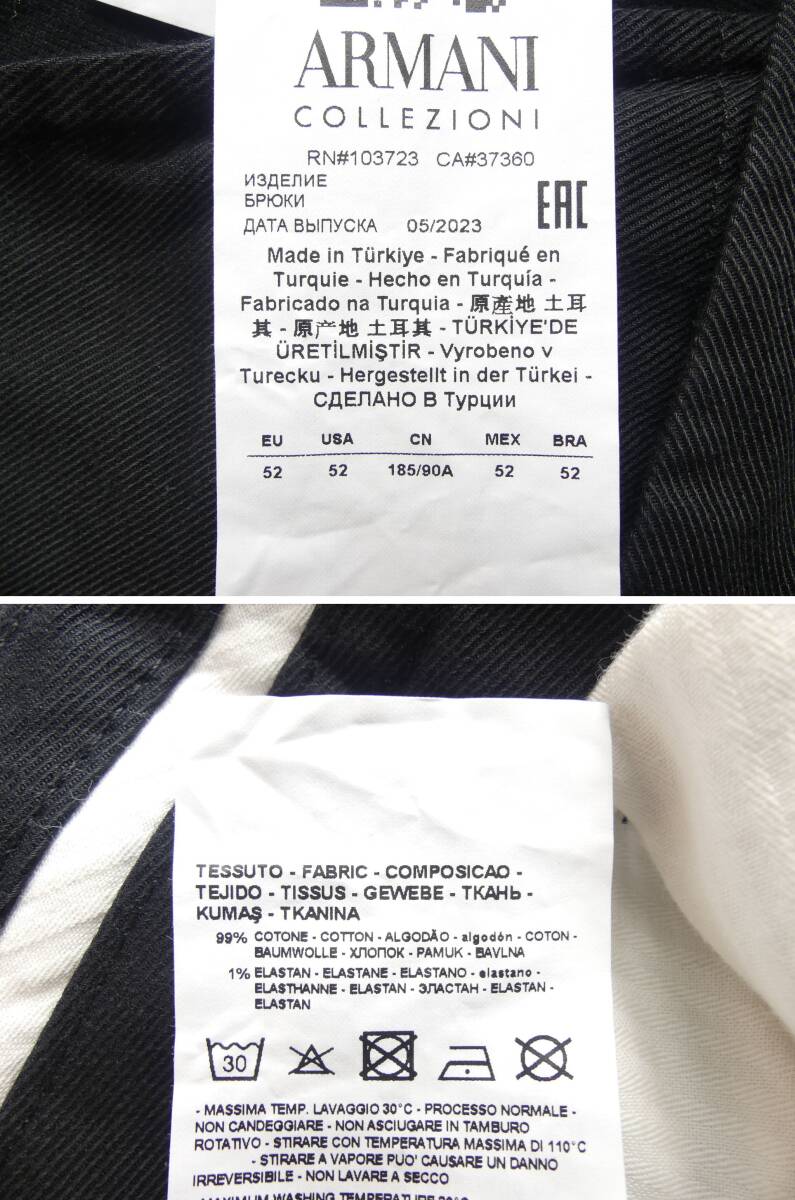 ARMANI
COLLEZIONI
RN#103723 CA#37360
ИЗДЕЛИЕ
БРЮКИ
ДАТА ВЫПУСКА 05/2023
EAC
Made in Türkiye - Fabriqué en
Turquie - Hecho en Turquía -
Fabricado na Turquia - 原產地 土耳
其 - 原产地 土耳其 - TÜRKİYE'DE
ÜRETİLMİŞTİR - Vyrobeno v
Turecku - Hergestellt in der Türkei -
СДЕЛАНО В Турции
EU USA CN MEX BRA
52 52 185/90A 52 52
TESSUTO - FABRIC - COMPOSICAO -
TEJIDO - TISSUS - GEWEBE - ТКАНЬ -
KUMAŞ - TKANINA
99% COTONE - COTTON - ALGODÃO - algodón - COTON -
BAUMWOLLE - ХЛОПОК - PAMUK - BAVLNA
1% ELASTAN - ELASTANE - ELASTANO - elastano -
ELASTHANNE - ELASTAN - ЭЛАСТАН - ELASTAN -
ELASTAN
30
- MASSIMA TEMP. LAVAGGIO 30°C - PROCESSO NORMALE -
NON CANDEGGIARE - NON ASCIUGARE IN TAMBURO
ROTATIVO - STIRARE CON TEMPERATURA MASSIMA DI 110°C
- STIRARE A VAPORE PUO' CAUSARE UN DANNO
IRREVERSIBILE - NON LAVARE A SECCO
- MAXIMUM WASHING TEMPERATURE 30°C